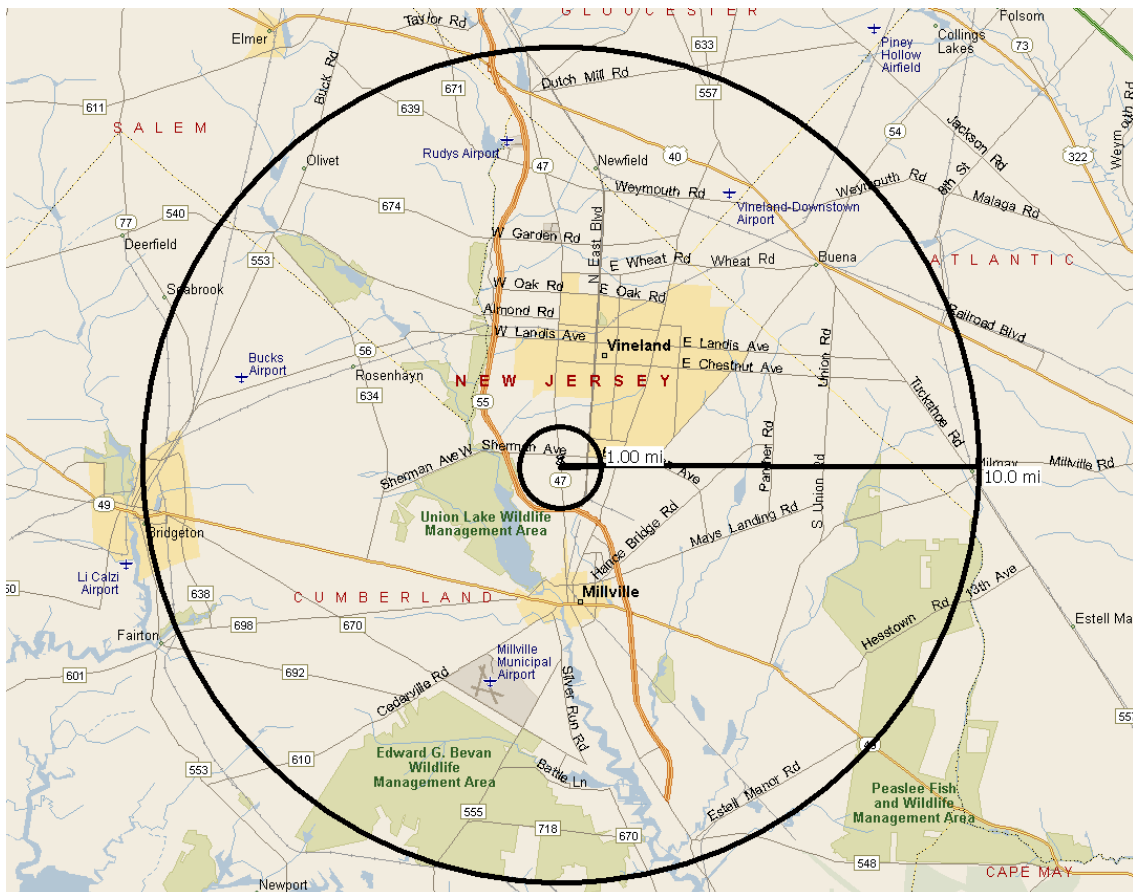 GLOUCESTER
Taylor Rd
Folsom
Elmer
Piney
Hollow
Airfield
Collings
Lakes
633
73
Buck Rd
Dutch Mill Rd
671
557
611
639
SALEM
54
Jackson Rd
Weymouth Rd
Rudys Airport
322
Olivet
47
Newfield
40
8th St
Weymouth Rd
Weymouth Rd
Vineland-Downstown
Airport
Malaga Rd
674
540
77
N East Blvd
Deerfield
W Garden Rd
553
E Wheat Rd
Wheat Rd
Buena
ATLANTIC
Seabrook
W Oak Rd
E Oak Rd
Almond Rd
Railroad Blvd
W Landis Ave
E Landis Ave
Vineland
Bucks
Airport
56
Union Rd
E Chestnut Ave
Rosenhayn
NEW JERSEY
634
55
Tuckahoe Rd
Panther Rd
Sherman Ave
Sherman Ave W
1.00 mi
Ave
Milmay
Millville Rd
10.0 mi
47
49
S Union Rd
Union Lake Wildlife
Management Area
Bridgeton
Mays Landing Rd
Hance Bridge Rd
Li Calzi
Airport
50
638
CUMBERLAND
Millville
13th Ave
Hesstown Rd
698
670
Estell Ma
Fairton
Millville
Municipal
Airport
601
692
Cedarville Rd
Silver Run Rd
557
49
Edward G. Bevan
Wildlife
Management Area
610
553
Battle Ln
Estell Manor Rd
Peaslee Fish
and Wildlife
Management Area
555
718
670
548
CAPE MAY
Newport